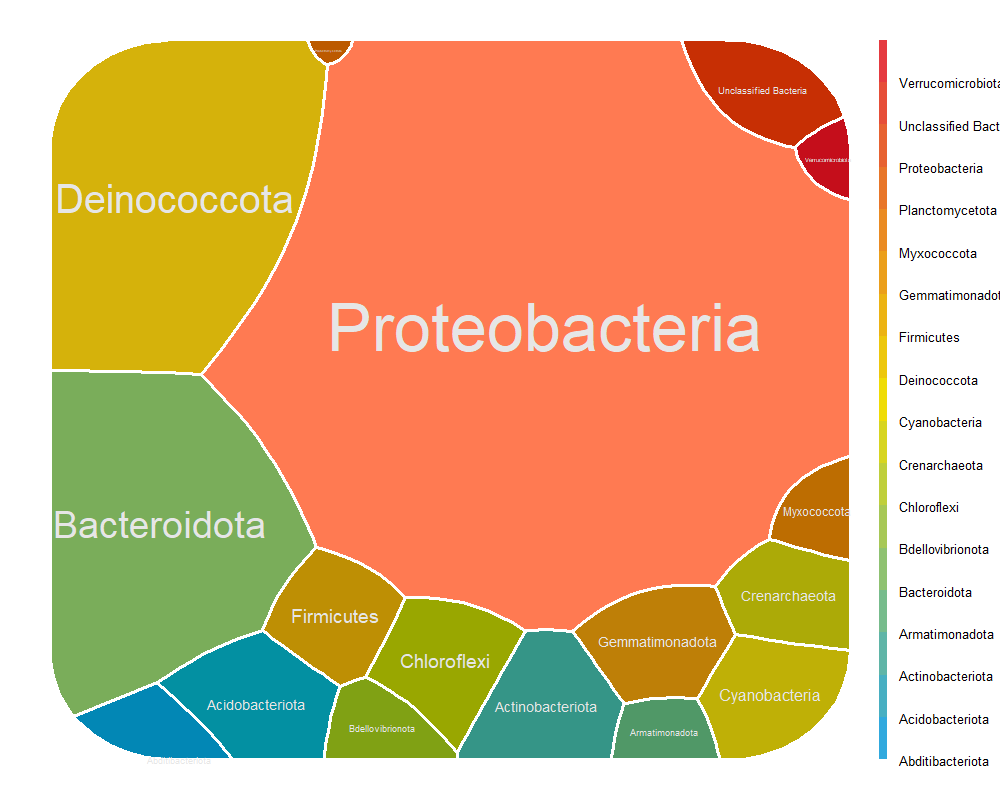 Deinococcota
Unclassified Bacteria
Verrucomicrobiota
Proteobacteria
Bacteroidota
Myxococcota
Crenarchaeota
Firmicutes
Gemmatimonadota
Chloroflexi
Cyanobacteria
Acidobacteriota
Actinobacteriota
Bdellovibrionota
Armatimonadota
Abditibacteriota
Verrucomicrobiota
Unclassified Bact
Proteobacteria
Planctomycetota
Myxococcota
Gemmatimonadot
Firmicutes
Deinococcota
Cyanobacteria
Crenarchaeota
Chloroflexi
Bdellovibrionota
Bacteroidota
Armatimonadota
Actinobacteriota
Acidobacteriota
Abditibacteriota